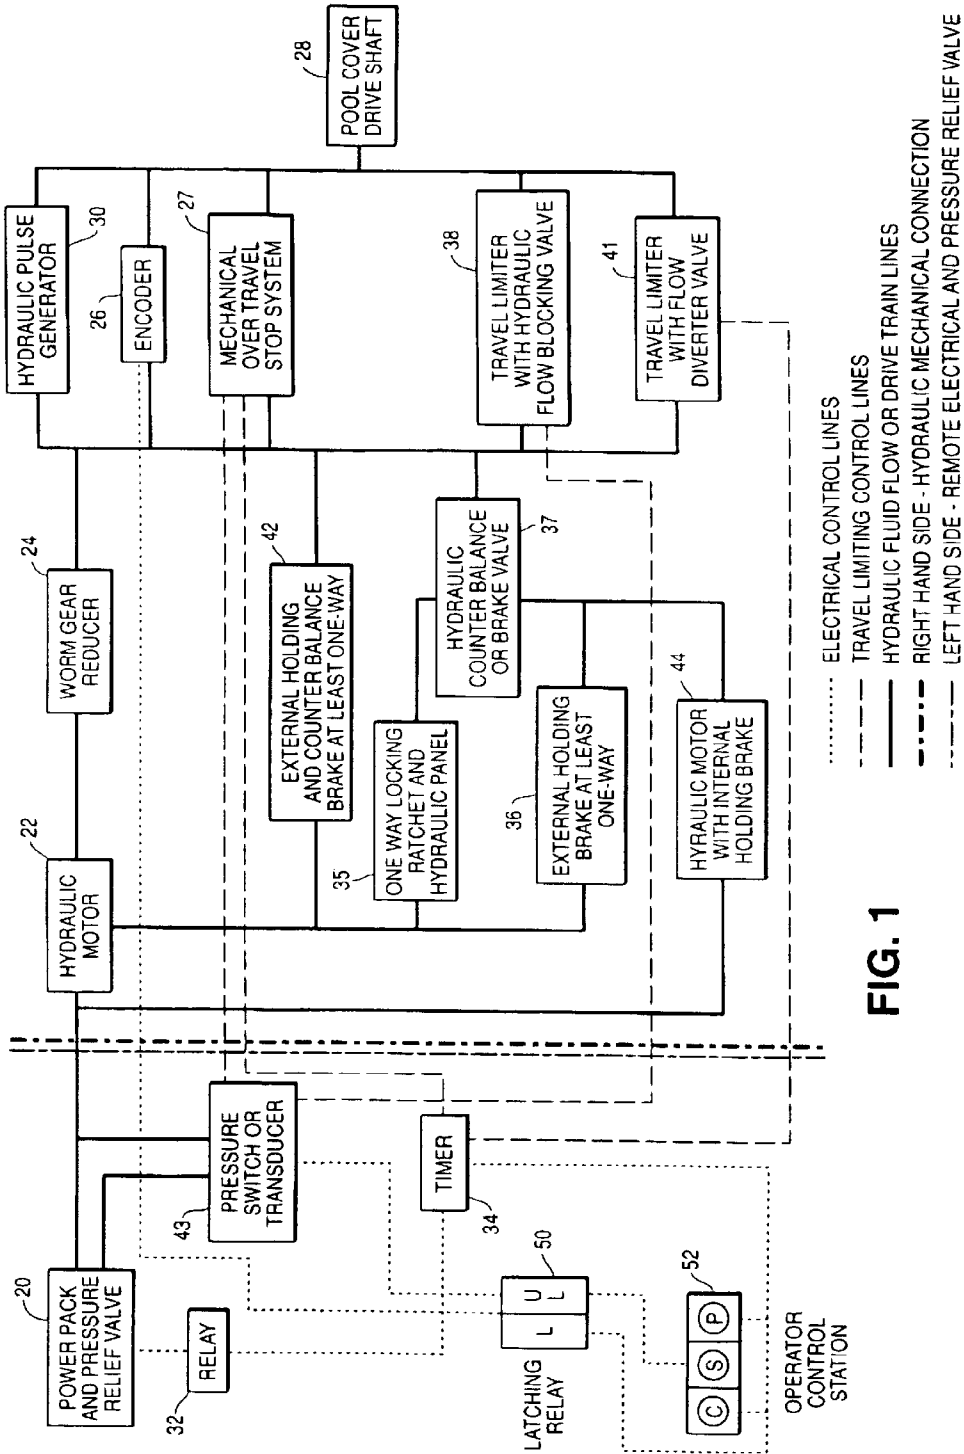 20
POWER PACK
AND PRESSURE
RELIEF VALVE
22
HYDRAULIC
MOTOR
24
WORM GEAR
REDUCER
HYDRAULIC PULSE
GENERATOR
30
26
ENCODER
27
MECHANICAL
OVER TRAVEL
STOP SYSTEM
28
POOL COVER
DRIVE SHAFT
38
TRAVEL LIMITER
WITH HYDRAULIC
FLOW BLOCKING VALVE
41
TRAVEL LIMITER
WITH FLOW
DIVERTER VALVE
42
EXTERNAL HOLDING
AND COUNTER BALANCE
BRAKE AT LEAST ONE-WAY
HYDRAULIC
COUNTER BALANCE
OR BRAKE VALVE
37
ONE WAY LOCKING
RATCHET AND
HYDRAULIC PANEL
35
EXTERNAL HOLDING
BRAKE AT LEAST
ONE-WAY
36
44
HYRAULIC MOTOR
WITH INTERNAL
HOLDING BRAKE
PRESSURE
SWITCH OR
TRANSDUCER
43
32
RELAY
TIMER
34
50
L
U
L
LATCHING
RELAY
52
C
S
P
OPERATOR
CONTROL
STATION
FIG. 1
ELECTRICAL CONTROL LINES
TRAVEL LIMITING CONTROL LINES
HYDRAULIC FLUID FLOW OR DRIVE TRAIN LINES
RIGHT HAND SIDE - HYDRAULIC MECHANICAL CONNECTION
LEFT HAND SIDE - REMOTE ELECTRICAL AND PRESSURE RELIEF VALVE